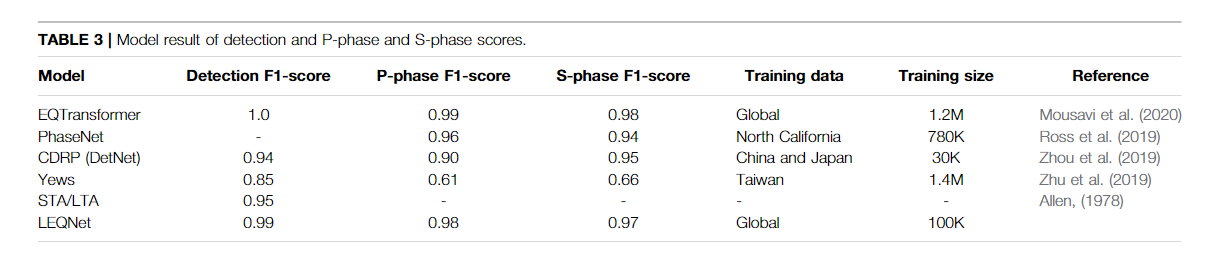 TABLE 3 | Model result of detection and P-phase and S-phase scores.
Model Detection F1-score P-phase F1-score S-phase F1-score Training data Training size Reference
EQTransformer 1.0 0.99 0.98 Global 1.2M Mousavi et al. (2020)
PhaseNet - 0.96 0.94 North California 780K Ross et al. (2019)
CDRP (DetNet) 0.94 0.90 0.95 China and Japan 30K Zhou et al. (2019)
Yews 0.85 0.61 0.66 Taiwan 1.4M Zhu et al. (2019)
STA/LTA 0.95 - - - - Allen, (1978)
LEQNet 0.99 0.98 0.97 Global 100K